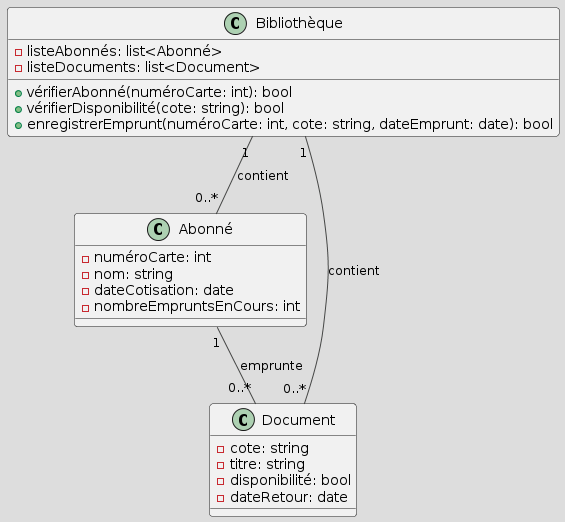 C Bibliothèque
listeAbonnés: list<Abonné>
listeDocuments: list<Document>
vérifierAbonné(numéroCarte: int): bool
vérifierDisponibilité(cote: string): bool
enregistrerEmprunt(numéroCarte: int, cote: string, dateEmprunt: date): bool
1 1
contient
0..*
C Abonné
numéroCarte: int
nom: string
dateCotisation: date
nombreEmpruntsEnCours: int
contient
1
emprunte
0..* 0..*
C Document
cote: string
titre: string
disponibilité: bool
dateRetour: date